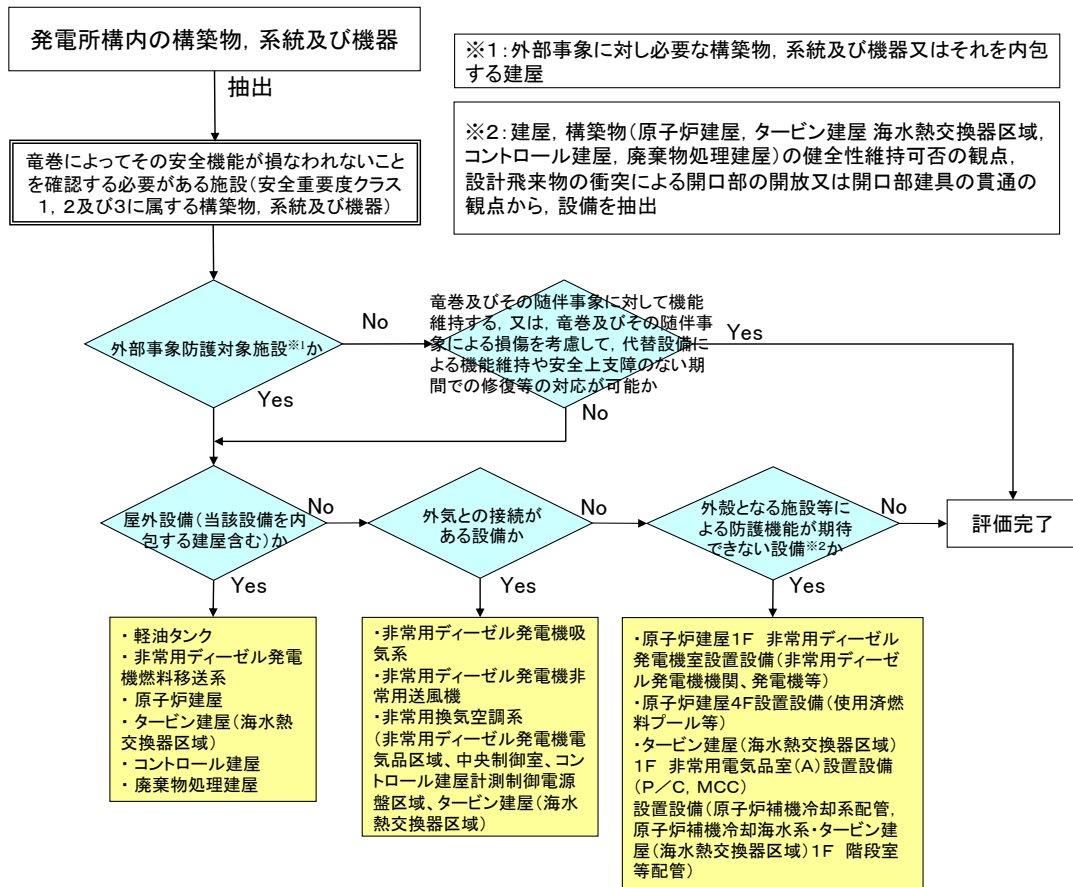 発電所構内の構築物，系統及び機器
※１：外部事象に対し必要な構築物，系統及び機器又はそれを内包
する建屋
抽出
※２：建屋，構築物（原子炉建屋，タービン建屋 海水熱交換器区域，
コントロール建屋，廃棄物処理建屋）の健全性維持可否の観点，
設計飛来物の衝突による開口部の開放又は開口部建具の貫通の
観点から，設備を抽出
竜巻によってその安全機能が損なわれないこと
を確認する必要がある施設（安全重要度クラス
１，２及び３に属する構築物，系統及び機器）
外部事象防護対象施設※1か
No
Yes
竜巻及びその随伴事象に対して機能
維持する，又は，竜巻及びその随伴事
象による損傷を考慮して，代替設備に
よる機能維持や安全上支障のない期
間での修復等の対応が可能か
Yes
No
屋外設備（当該設備を内
包する建屋含む）か
No
Yes
外気との接続が
ある設備か
No
Yes
外殻となる施設等に
よる防護機能が期待
できない設備※2か
No
Yes
評価完了
・軽油タンク
・非常用ディーゼル発電
機燃料移送系
・原子炉建屋
・タービン建屋（海水熱
交換器区域）
・コントロール建屋
・廃棄物処理建屋
・非常用ディーゼル発電機吸
気系
・非常用ディーゼル発電機非
常用送風機
・非常用換気空調系
（非常用ディーゼル発電機電
気品区域、中央制御室、コン
トロール建屋計測制御電源
盤区域、タービン建屋（海水
熱交換器区域）
・原子炉建屋１F　非常用ディーゼル
発電機室設置設備（非常用ディーゼ
ル発電機機関、発電機等）
・原子炉建屋４F設置設備（使用済燃
料プール等）
・タービン建屋（海水熱交換器区域）
１F　非常用電気品室（A）設置設備
（P／C，MCC）
設置設備（原子炉補機冷却系配管，
原子炉補機冷却海水系・タービン建
屋（海水熱交換器区域）１F　階段室
等配管）